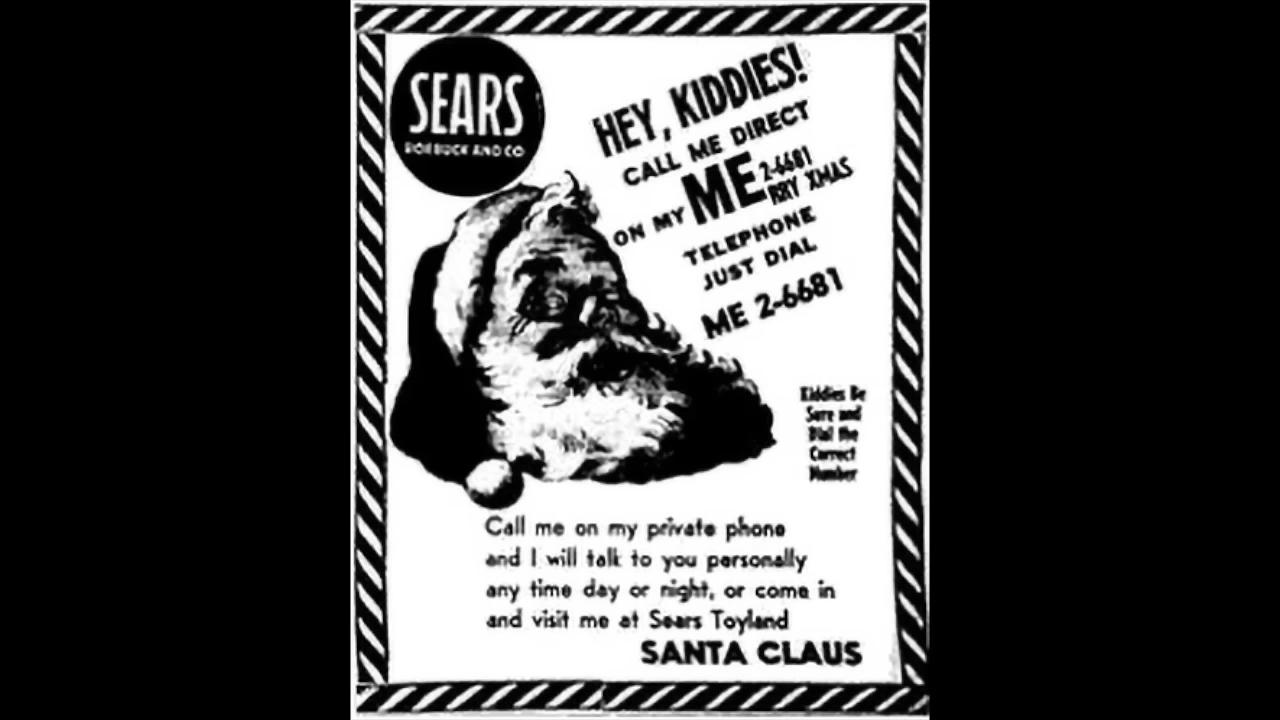 SEARS
ROEBUCK AND CO
HEY, KIDDIES!
CALL ME DIRECT
ON MY ME 2-6681
RRY XMAS
TELEPHONE
JUST DIAL
ME 2-6681
Kiddies Be
Sure and
Dial the
Correct
Number
Call me on my private phone
and I will talk to you personally
any time day or night, or come in
and visit me at Sears Toyland
SANTA CLAUS